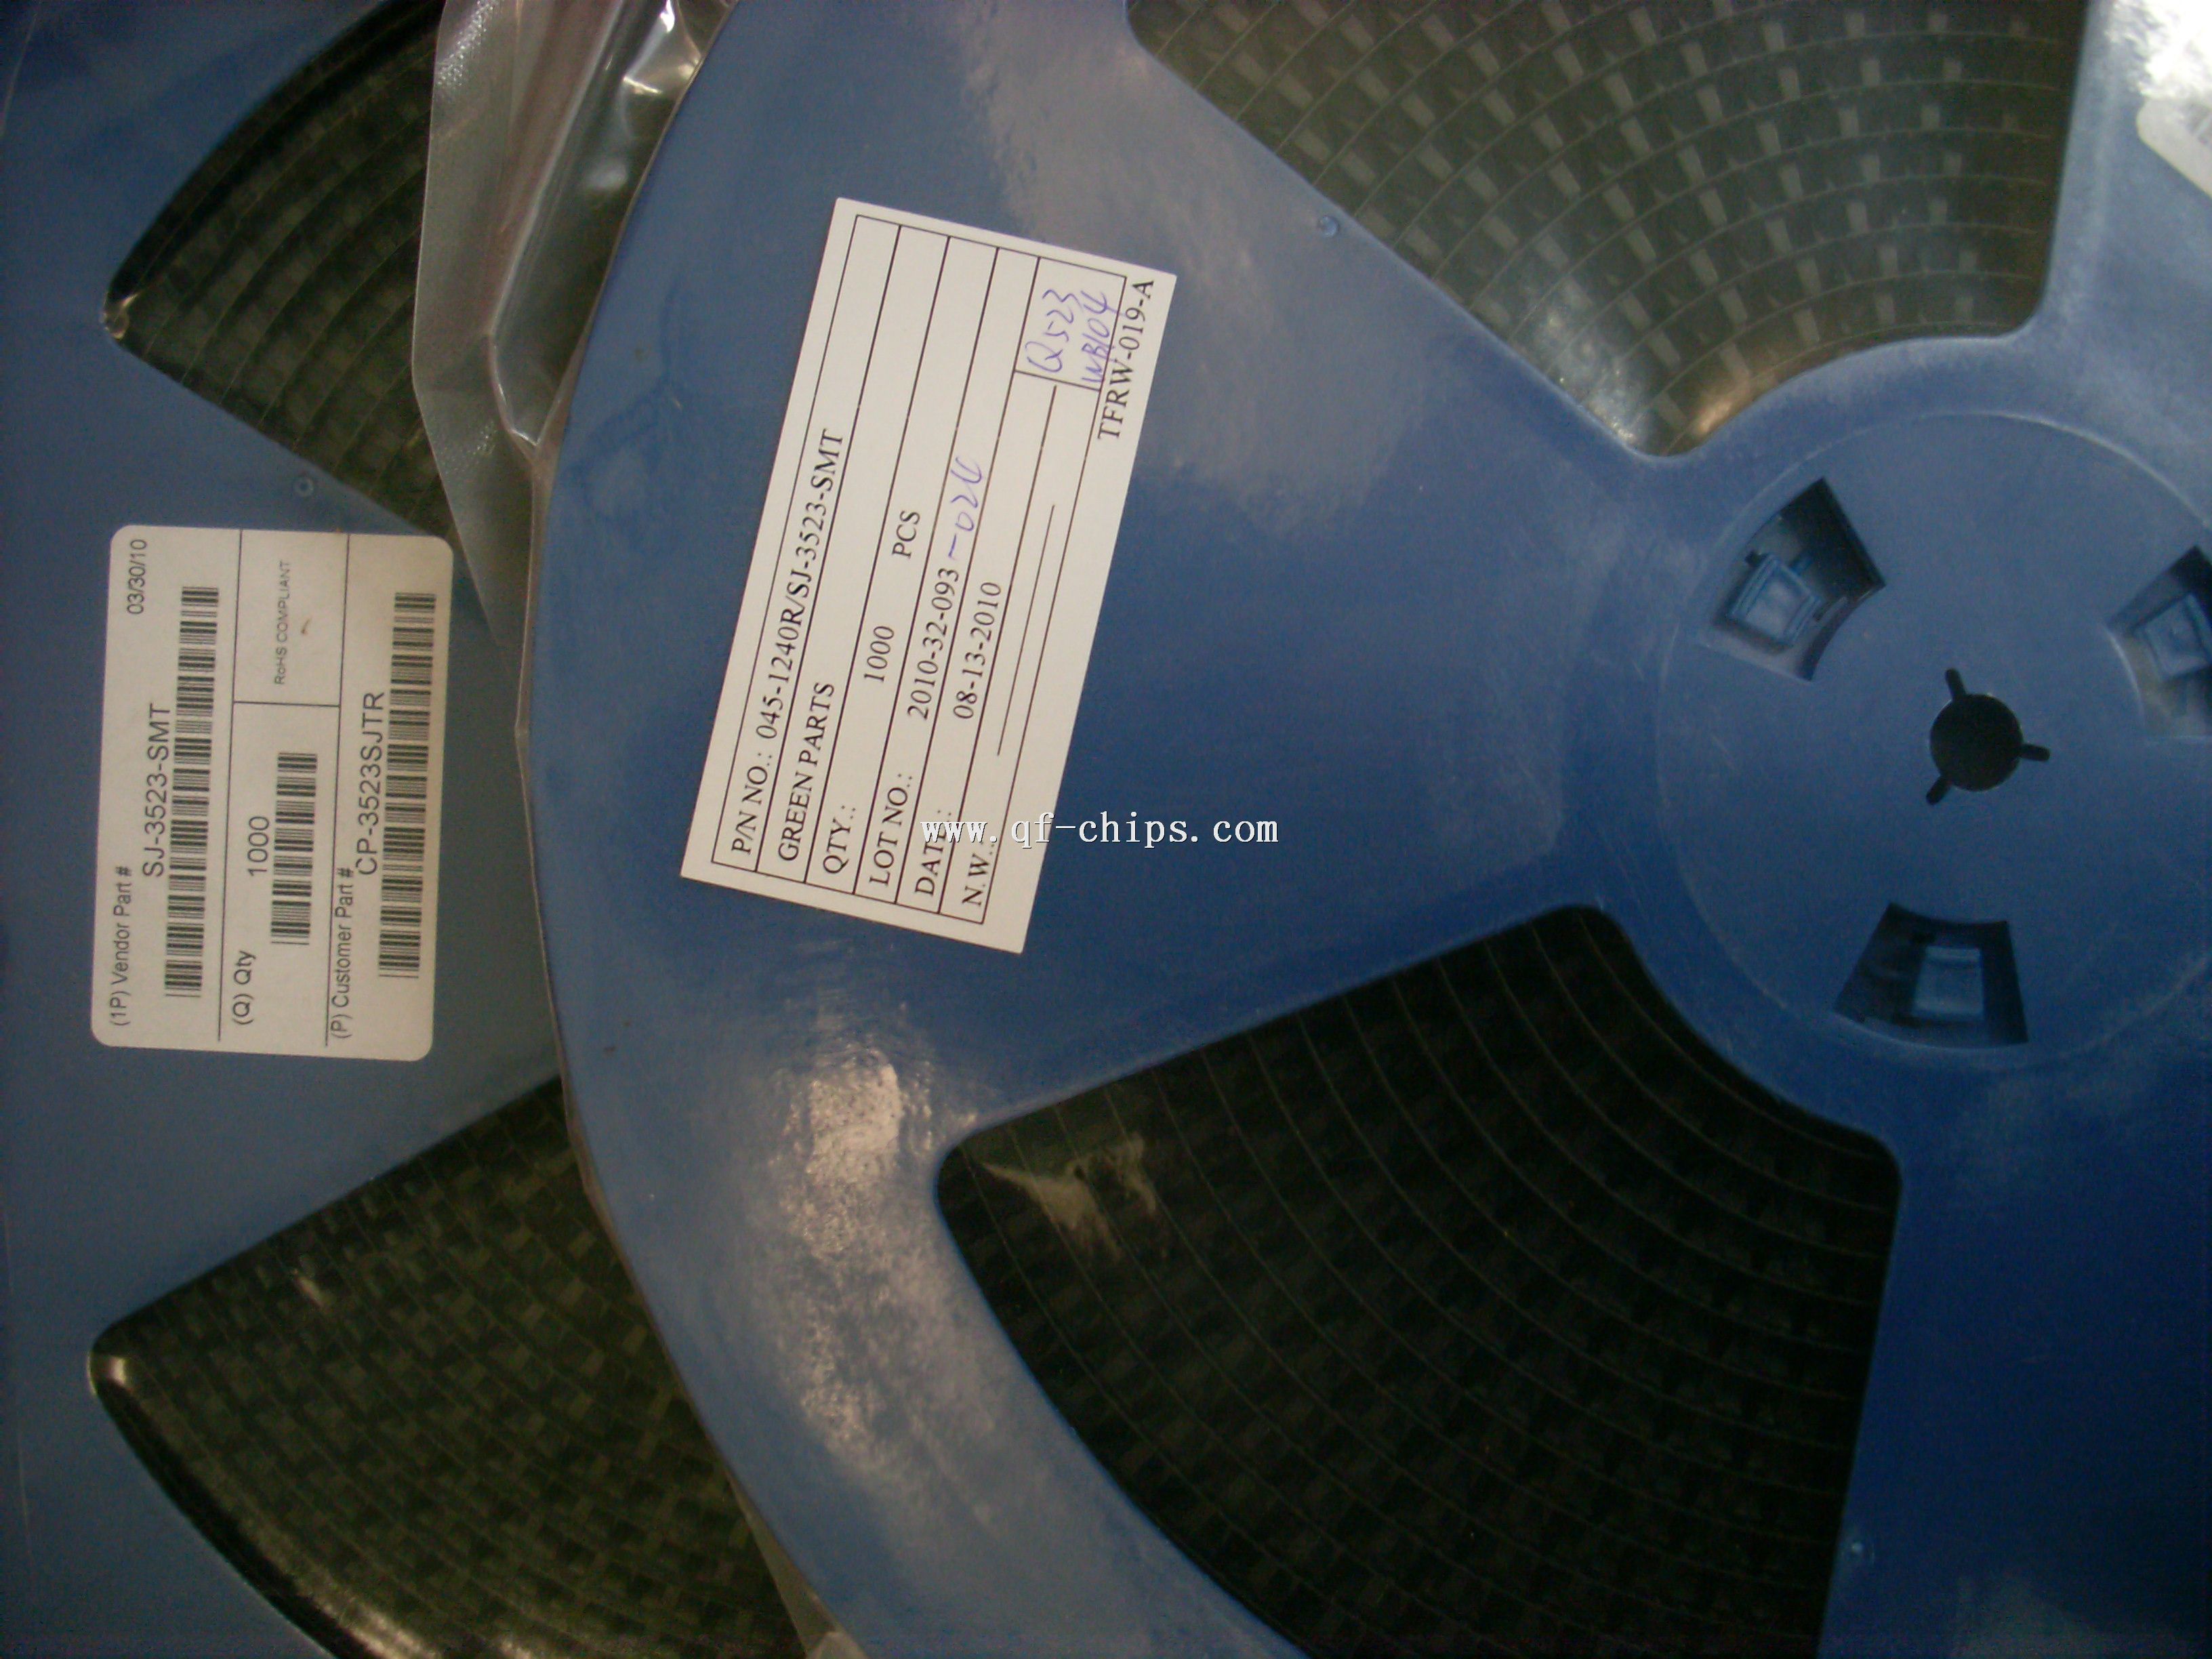 03/30/10
(1P) Vendor Part #
SJ-3523-SMT
(Q) Qty
1000
RoHS COMPLIANT
(P) Customer Part #
CP-3523SJTR
P/N NO.: 045-1240R/SJ-3523-SMT
GREEN PARTS
QTY.: 1000 PCS
LOT NO.: 2010-32-093
DATE.: 08-13-2010
N.W.:
Q523
WB104
TFRW-019-A
www.qf-chips.com